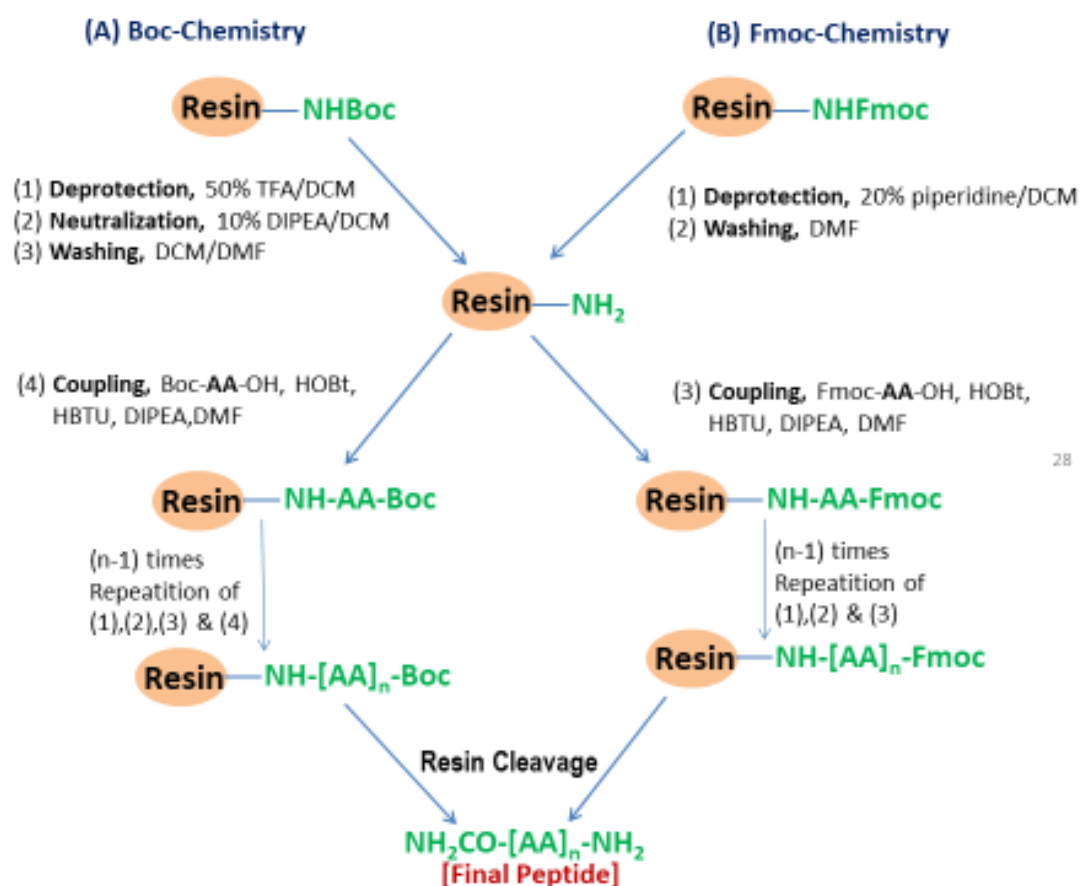 (A) Boc-Chemistry
(B) Fmoc-Chemistry
Resin NHBoc
Resin NHFmoc
(1) Deprotection, 50% TFA/DCM
(2) Neutralization, 10% DIPEA/DCM
(3) Washing, DCM/DMF
(1) Deprotection, 20% piperidine/DCM
(2) Washing, DMF
Resin NH₂
(4) Coupling, Boc-AA-OH, HOBt,
HBTU, DIPEA,DMF
(3) Coupling, Fmoc-AA-OH, HOBt,
HBTU, DIPEA, DMF
28
Resin NH-AA-Boc
Resin NH-AA-Fmoc
(n-1) times
Repeatition of
(1),(2),(3) & (4)
(n-1) times
Repeatition of
(1),(2) & (3)
Resin NH-[AA]ₙ-Boc
Resin NH-[AA]ₙ-Fmoc
Resin Cleavage
NH₂CO-[AA]ₙ-NH₂
[Final Peptide]